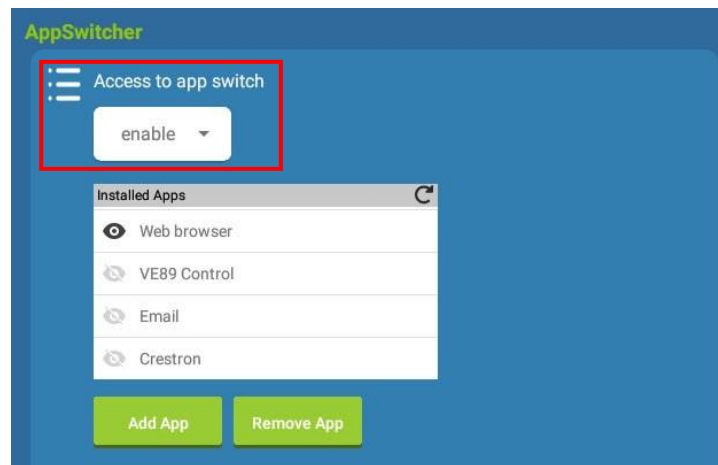 AppSwitcher
Access to app switch
enable
Installed Apps
Web browser
VE89 Control
Email
Crestron
Add App Remove App